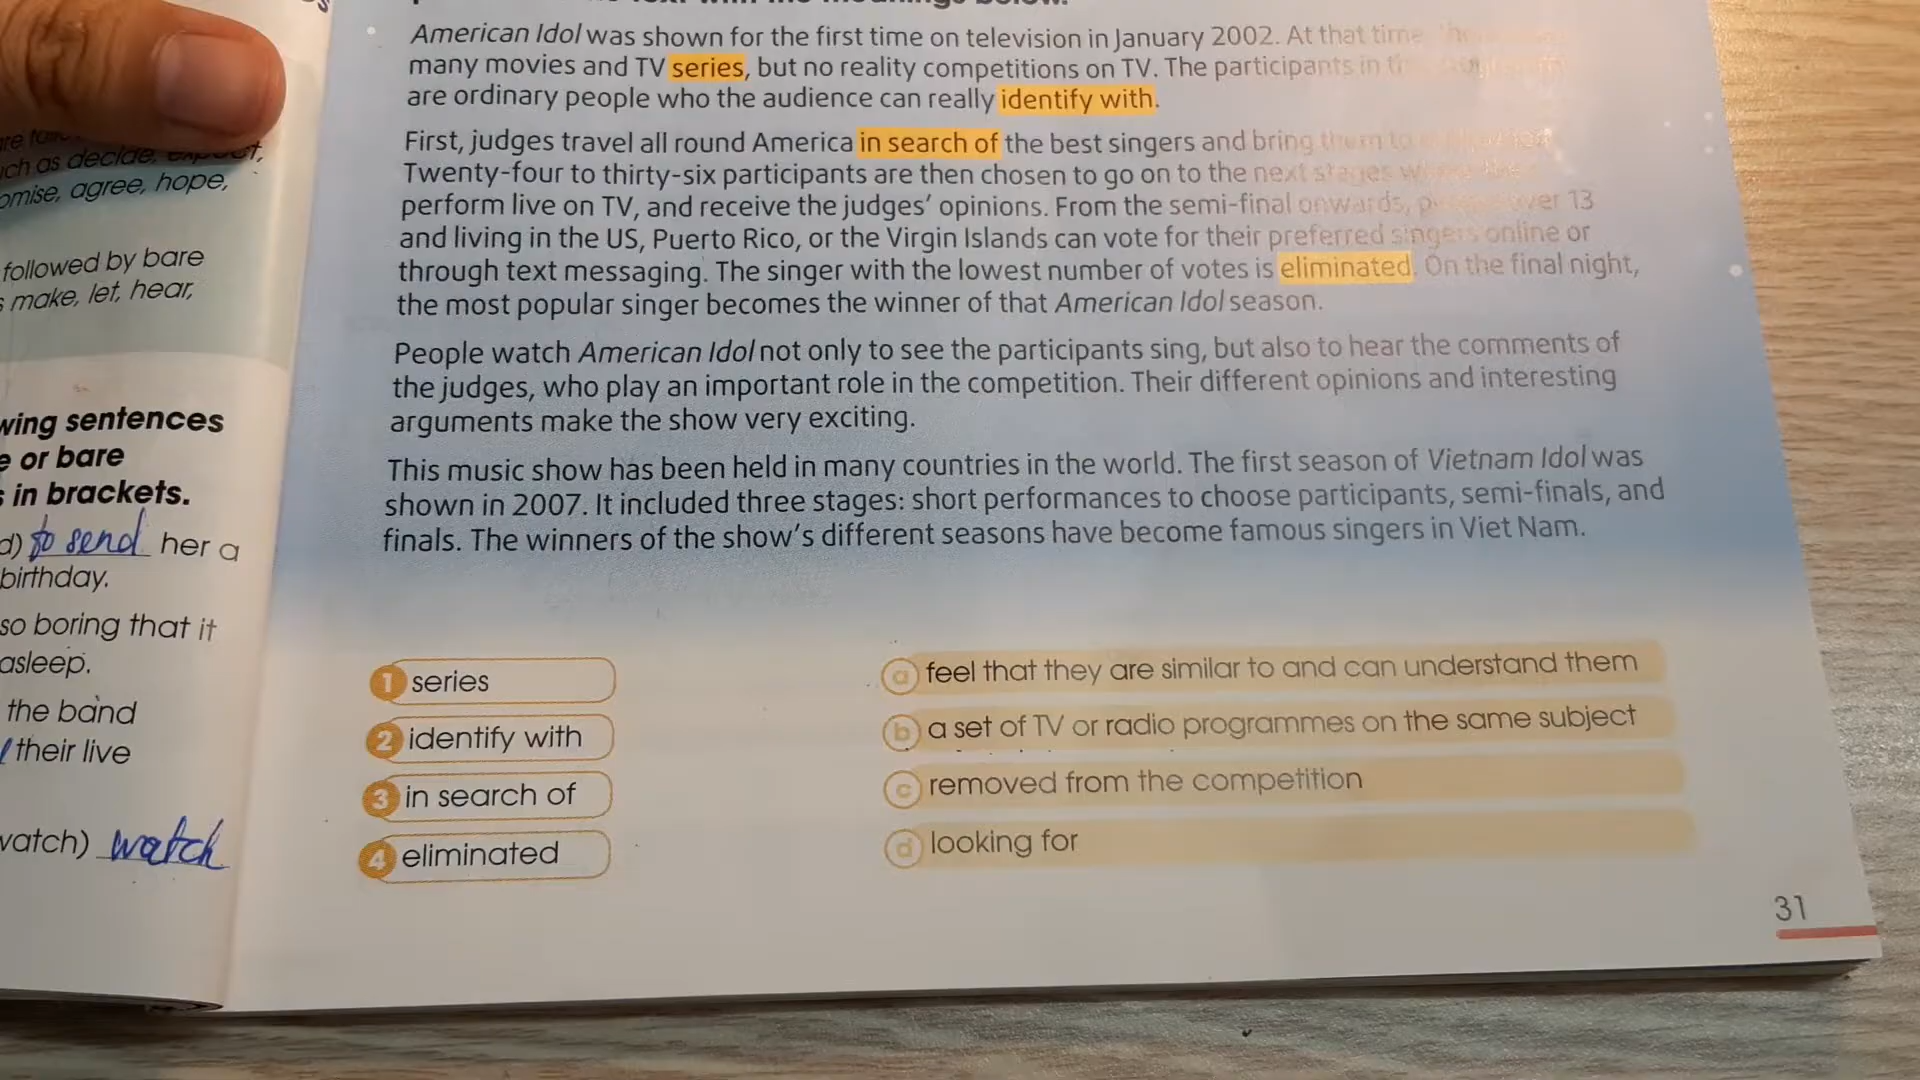 uch as decide, expect,
omise, agree, hope,
followed by bare
make, let, hear,
wing sentences
e or bare
in brackets.
d) to send her a
birthday.
so boring that it
asleep.
the band
their live
watch) watch
American Idol was shown for the first time on television in January 2002. At that time,
many movies and TV series, but no reality competitions on TV. The participants in
are ordinary people who the audience can really identify with.
First, judges travel all round America in search of the best singers and bring them to
Twenty-four to thirty-six participants are then chosen to go on to the next stages
perform live on TV, and receive the judges' opinions. From the semi-final onwards, over 13
and living in the US, Puerto Rico, or the Virgin Islands can vote for their preferred singers online or
through text messaging. The singer with the lowest number of votes is eliminated. On the final night,
the most popular singer becomes the winner of that American Idol season.
People watch American Idol not only to see the participants sing, but also to hear the comments of
the judges, who play an important role in the competition. Their different opinions and interesting
arguments make the show very exciting.
This music show has been held in many countries in the world. The first season of Vietnam Idol was
shown in 2007. It included three stages: short performances to choose participants, semi-finals, and
finals. The winners of the show's different seasons have become famous singers in Viet Nam.
1 series
2 identify with
3 in search of
4 eliminated
a feel that they are similar to and can understand them
b a set of TV or radio programmes on the same subject
c removed from the competition
d looking for
31